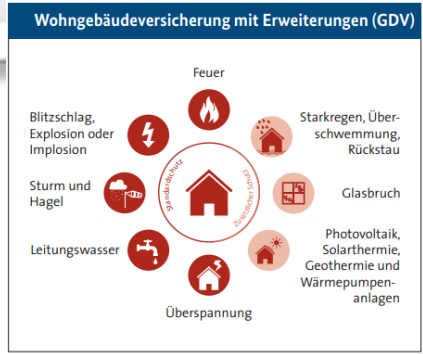 Wohngebäudeversicherung mit Erweiterungen (GDV)
Feuer
Blitzschlag,
Explosion oder
Implosion
Starkregen, Über-
schwemmung,
Rückstau
Standardschutz
Zusätzlicher Schutz
Sturm und
Hagel
Glasbruch
Leitungswasser
Photovoltaik,
Solarthermie,
Geothermie und
Wärmepumpen-
anlagen
Überspannung